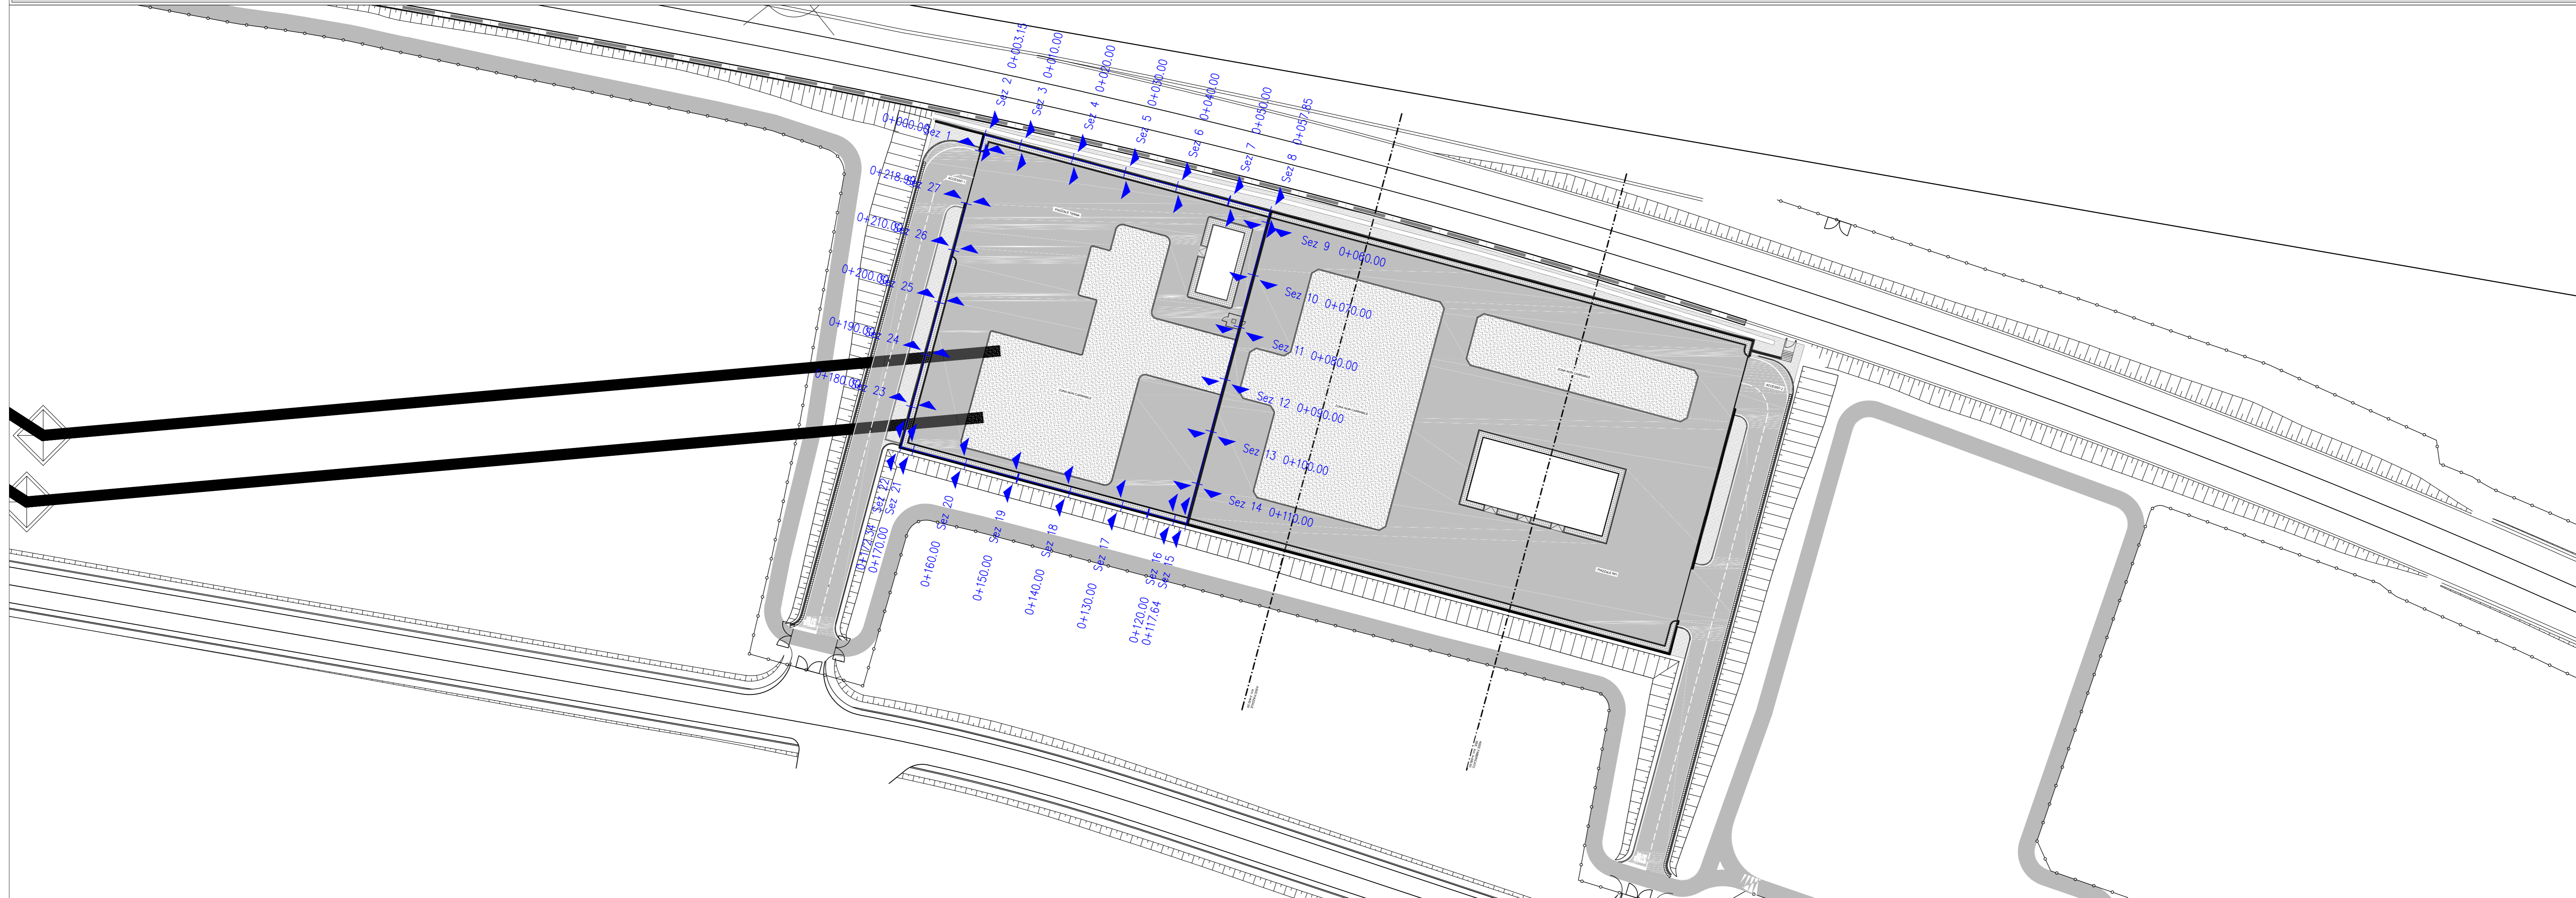 Sez 2 0+003.15
Sez 3 0+010.00
Sez 4 0+020.00
Sez 5 0+030.00
Sez 6 0+040.00
Sez 7 0+050.00
Sez 8 0+057.85
0+000.00 Sez 1
Sez 27
0+210.00 Sez 26
0+200.00 Sez 25
0+190.00 Sez 24
0+180.00 Sez 23
Sez 9 0+060.00
Sez 10 0+070.00
Sez 11 0+080.00
Sez 12 0+090.00
Sez 13 0+100.00
Sez 14 0+110.00
0+172.34 Sez 22
0+170.00 Sez 21
0+160.00 Sez 20
0+150.00 Sez 19
0+140.00 Sez 18
0+130.00 Sez 17
0+120.00 Sez 16
0+117.64 Sez 15